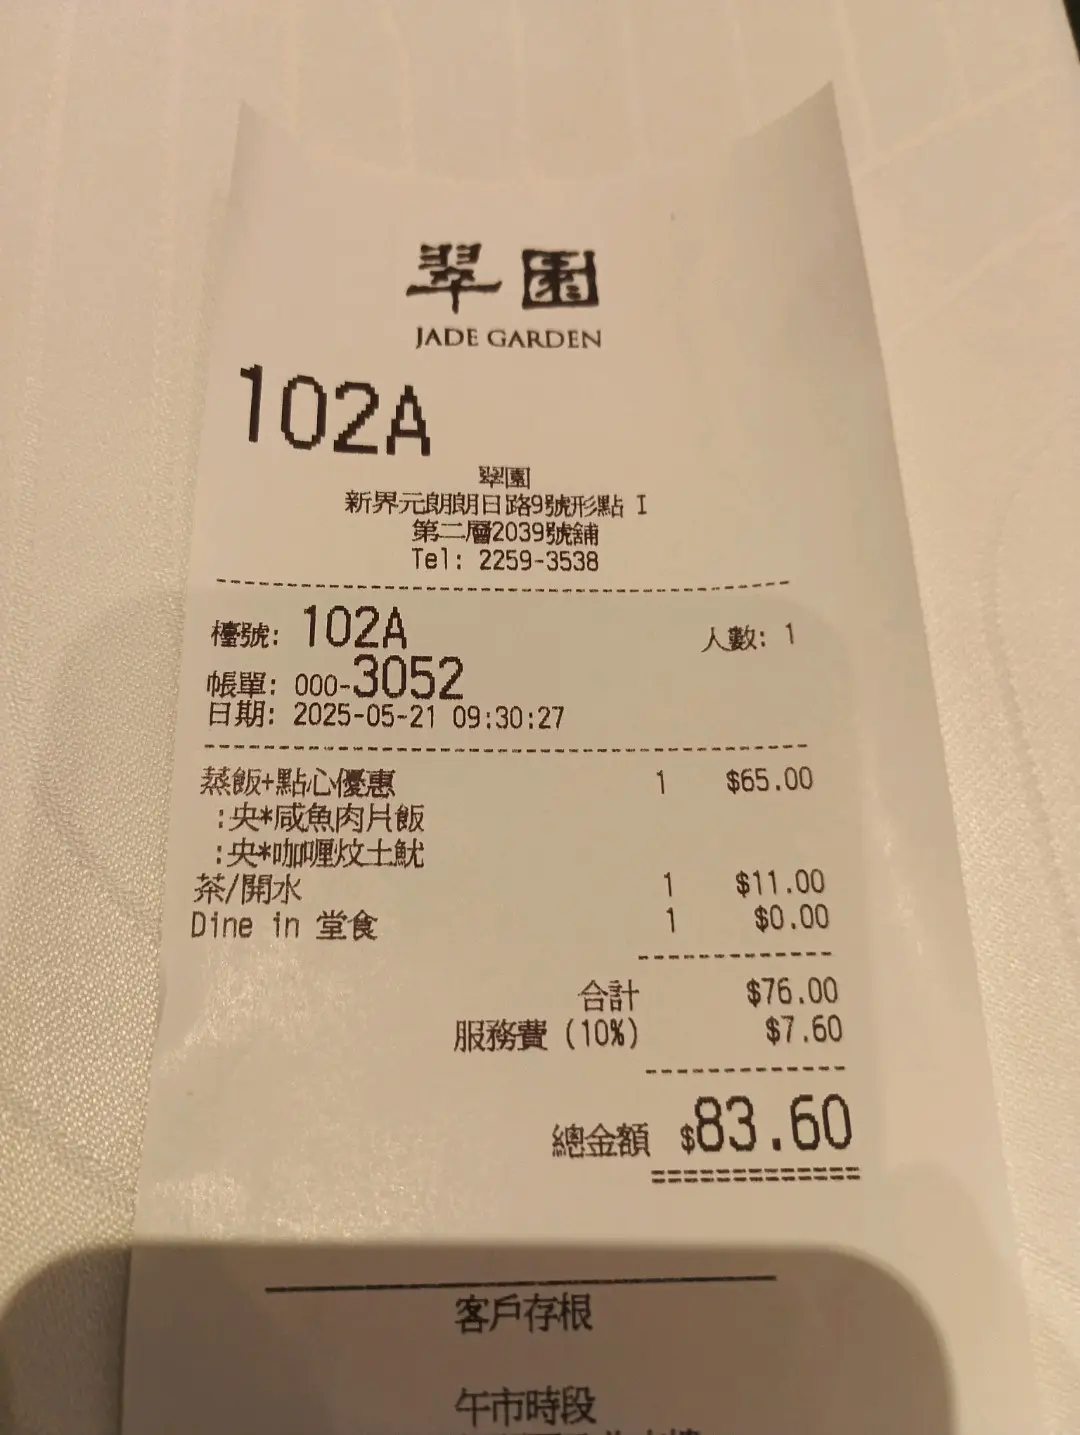 翠園
JADE GARDEN
102A
翠園
新界元朗朗日路9號形點 I
第二層2039號舖
Tel: 2259-3538
檯號: 102A 人數: 1
帳單: 000-3052
日期: 2025-05-21 09:30:27
蒸飯+點心優惠 1 $65.00
:央*咸魚肉片飯
:央*咖喱炆土魷
茶/開水 1 $11.00
Dine in 堂食 1 $0.00
合計 $76.00
服務費 (10%) $7.60
總金額 $83.60
客戶存根
午市時段